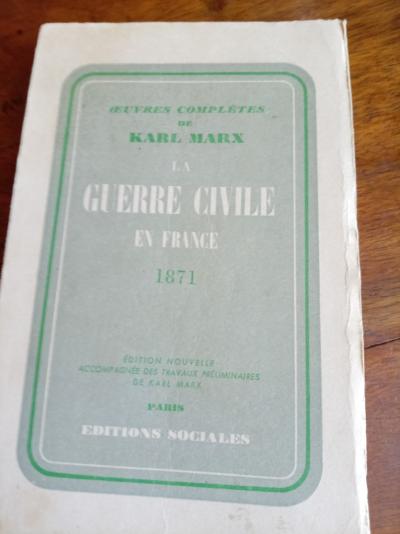 ŒUVRES COMPLÈTES
DE
KARL MARX
LA
GUERRE CIVILE
EN FRANCE
1871
ÉDITION NOUVELLE
ACCOMPAGNÉE DES TRAVAUX PRÉLIMINAIRES
DE KARL MARX
PARIS
EDITIONS SOCIALES